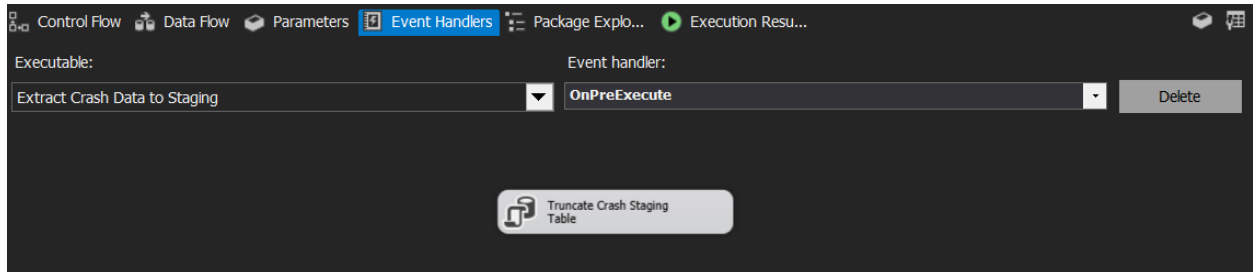 Control Flow Data Flow Parameters Event Handlers Package Explo... Execution Resu...
Executable: Event handler:
Extract Crash Data to Staging OnPreExecute Delete
Truncate Crash Staging
Table